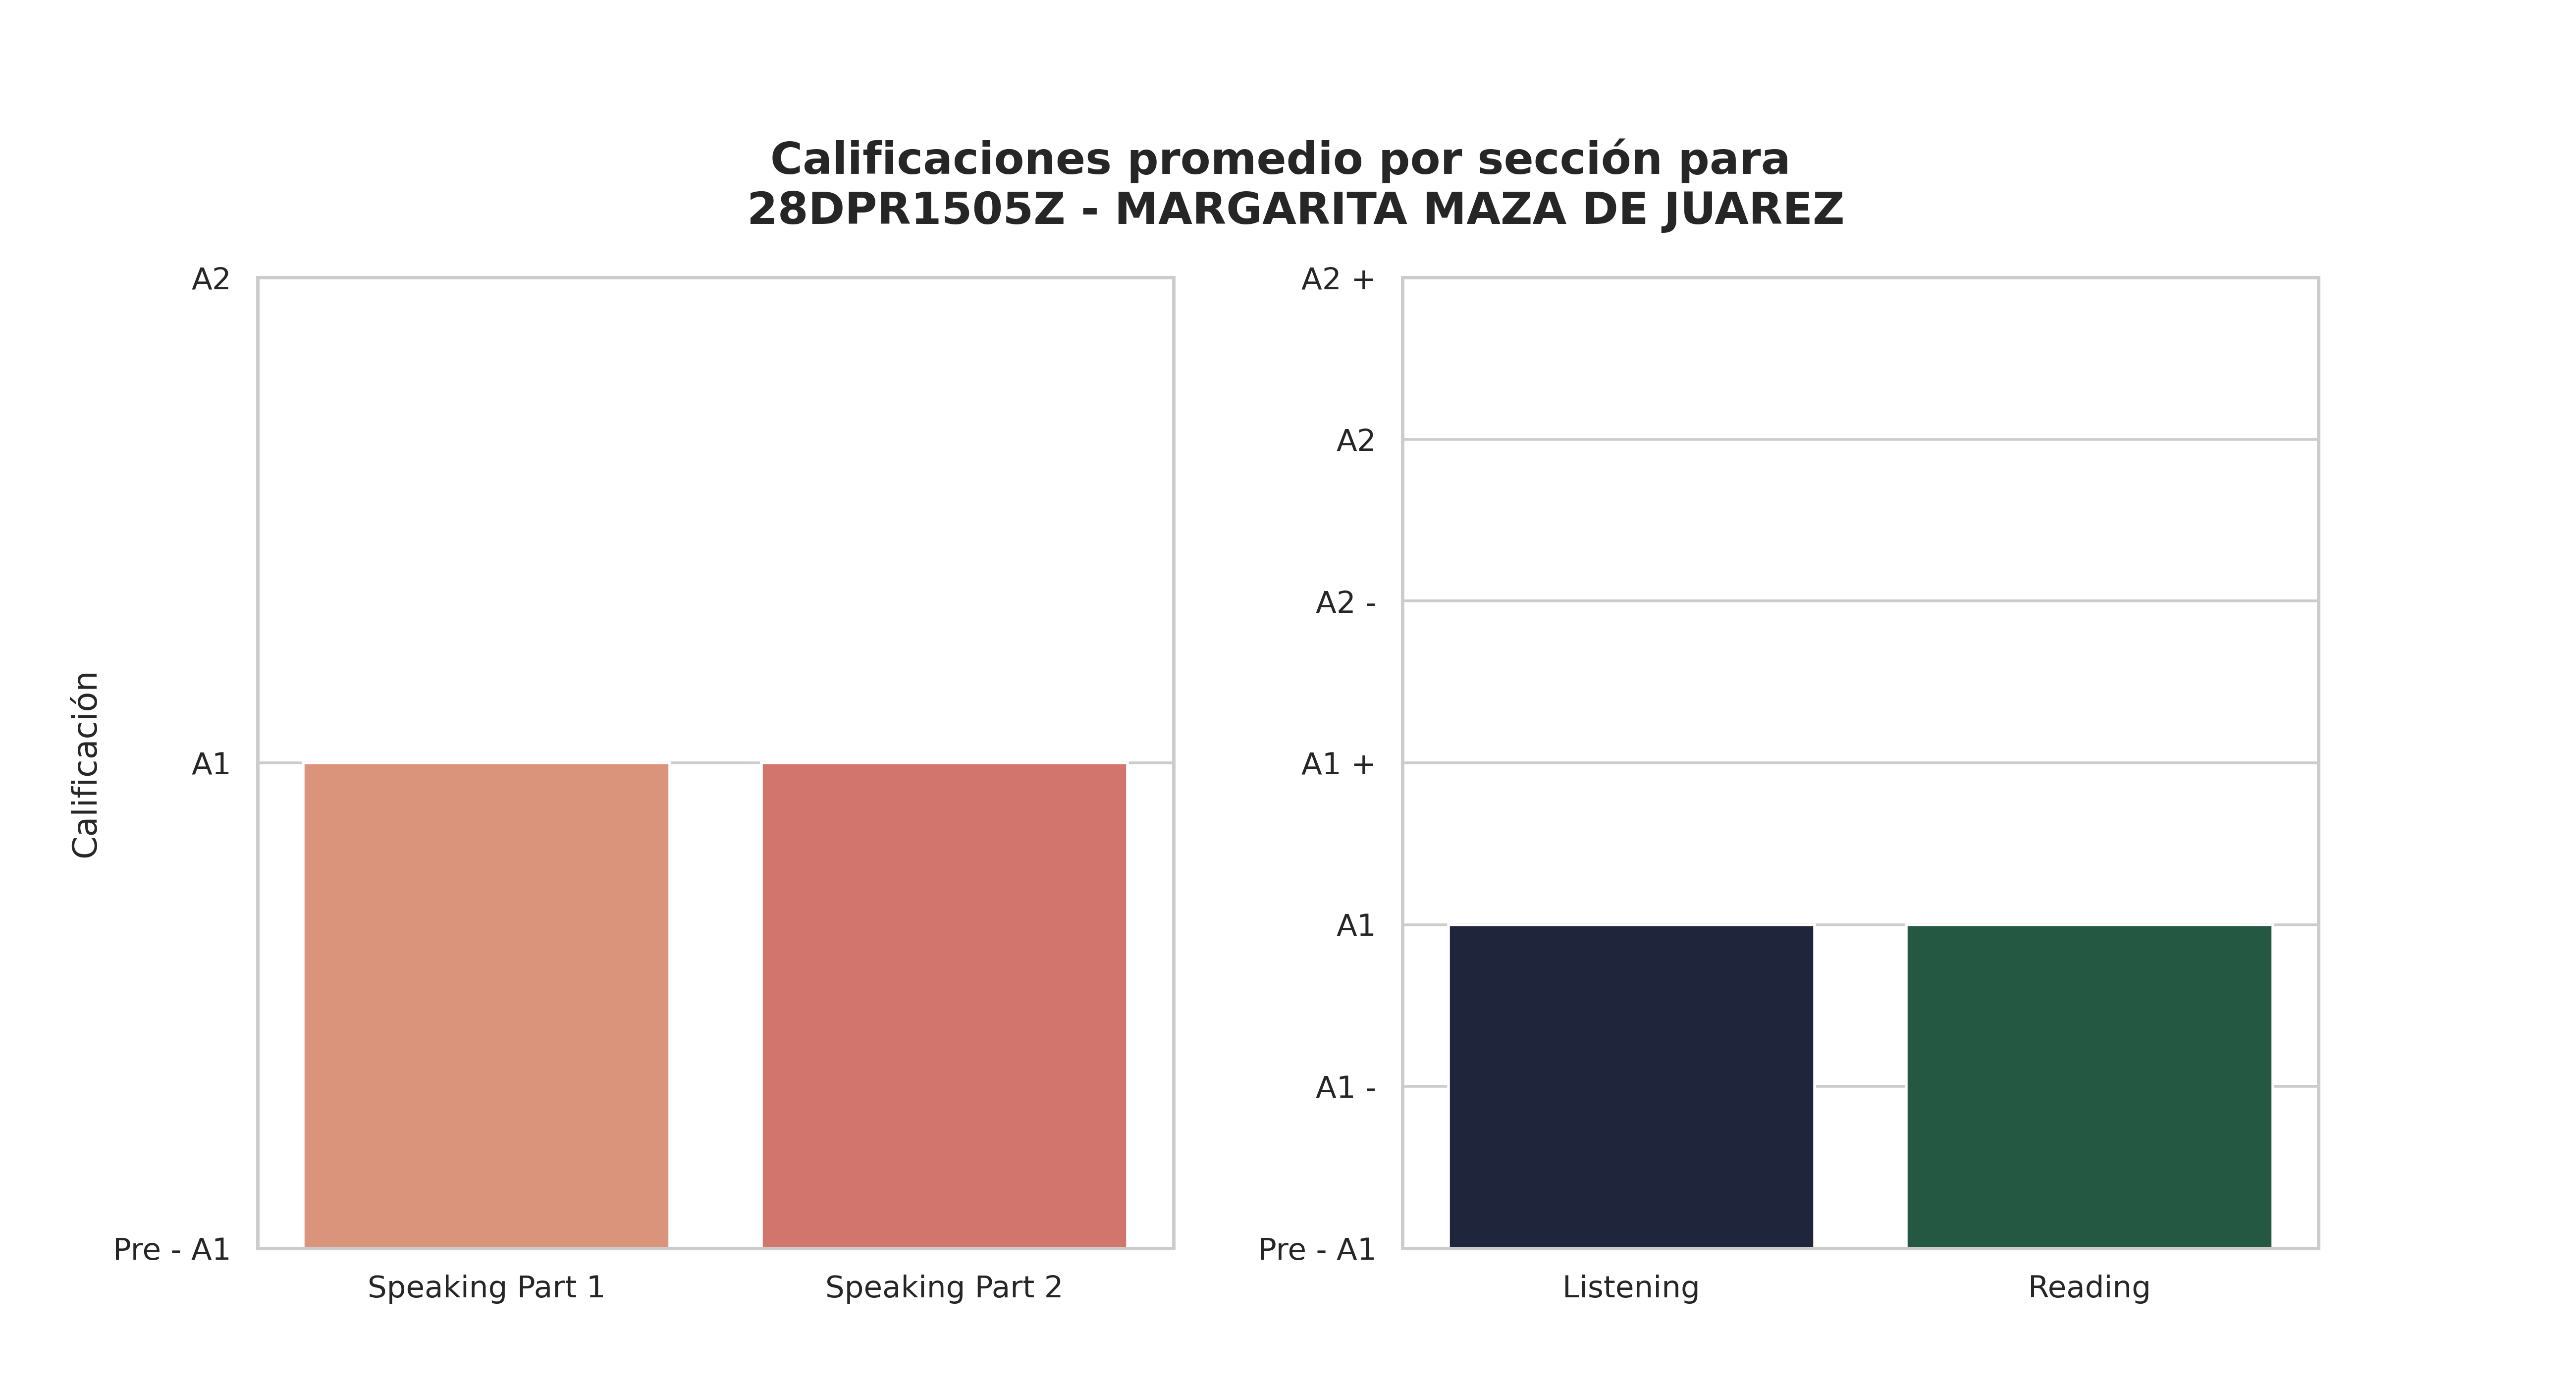 Calificaciones promedio por sección para
28DPR1505Z - MARGARITA MAZA DE JUAREZ
Calificación
A2
A1
Pre - A1
Speaking Part 1
Speaking Part 2
A2 +
A2
A2 -
A1 +
A1
A1 -
Pre - A1
Listening
Reading